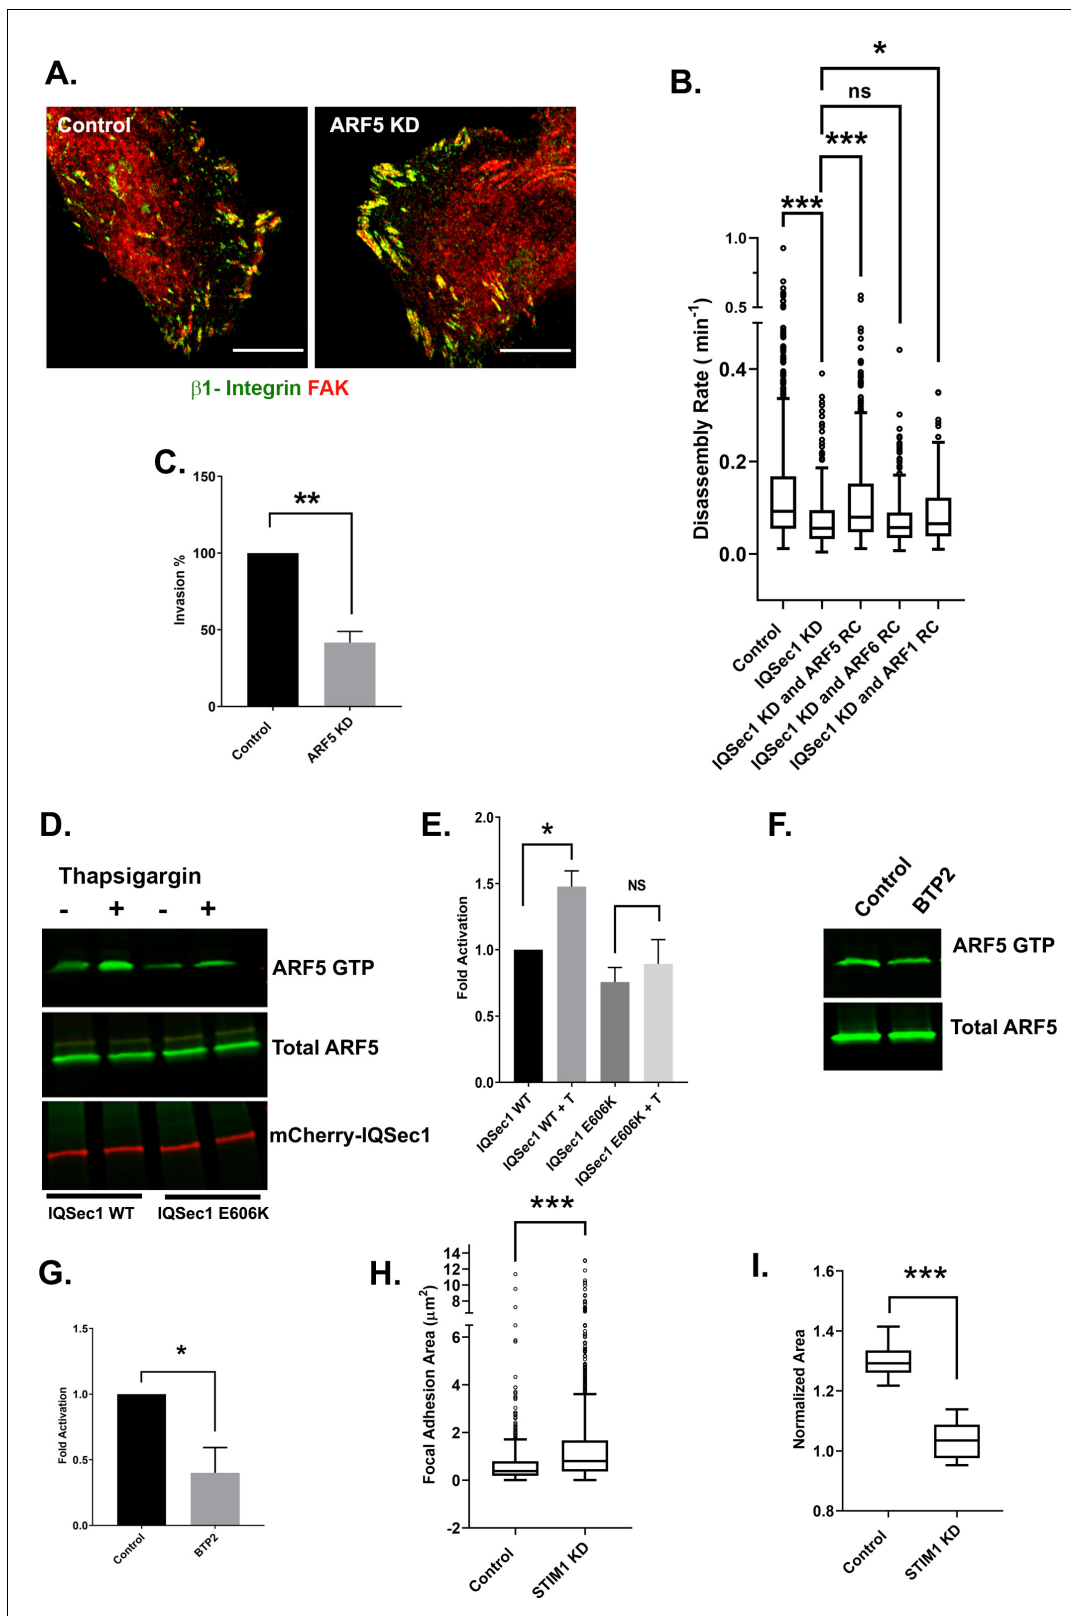 A.
Control
ARF5 KD
β1- Integrin FAK
B.
*
ns
***
***
1.0
0.5
0.4
0.2
0.0
Disassembly Rate ( min-1)
Control
IQSec1 KD
IQSec1 KD and ARF5 RC
IQSec1 KD and ARF6 RC
IQSec1 KD and ARF1 RC
C.
150
100
50
0
Invasion %
**
Control
ARF5 KD
D.
Thapsigargin
- + - +
ARF5 GTP
Total ARF5
mCherry-IQSec1
IQSec1 WT
IQSec1 E606K
E.
2.0
1.5
1.0
0.5
0.0
Fold Activation
*
NS
IQSec1 WT
IQSec1 WT + T
IQSec1 E606K
IQSec1 E606K + T
F.
Control
BTP2
ARF5 GTP
Total ARF5
G.
1.5
1.0
0.5
0.0
Fold Activation
*
Control
BTP2
H.
***
14
12
10
8
6
4
2
0
-2
Focal Adhesion Area (μm2)
Control
STIM1 KD
I.
1.6
1.4
1.2
1.0
0.8
Normalized Area
***
Control
STIM1 KD